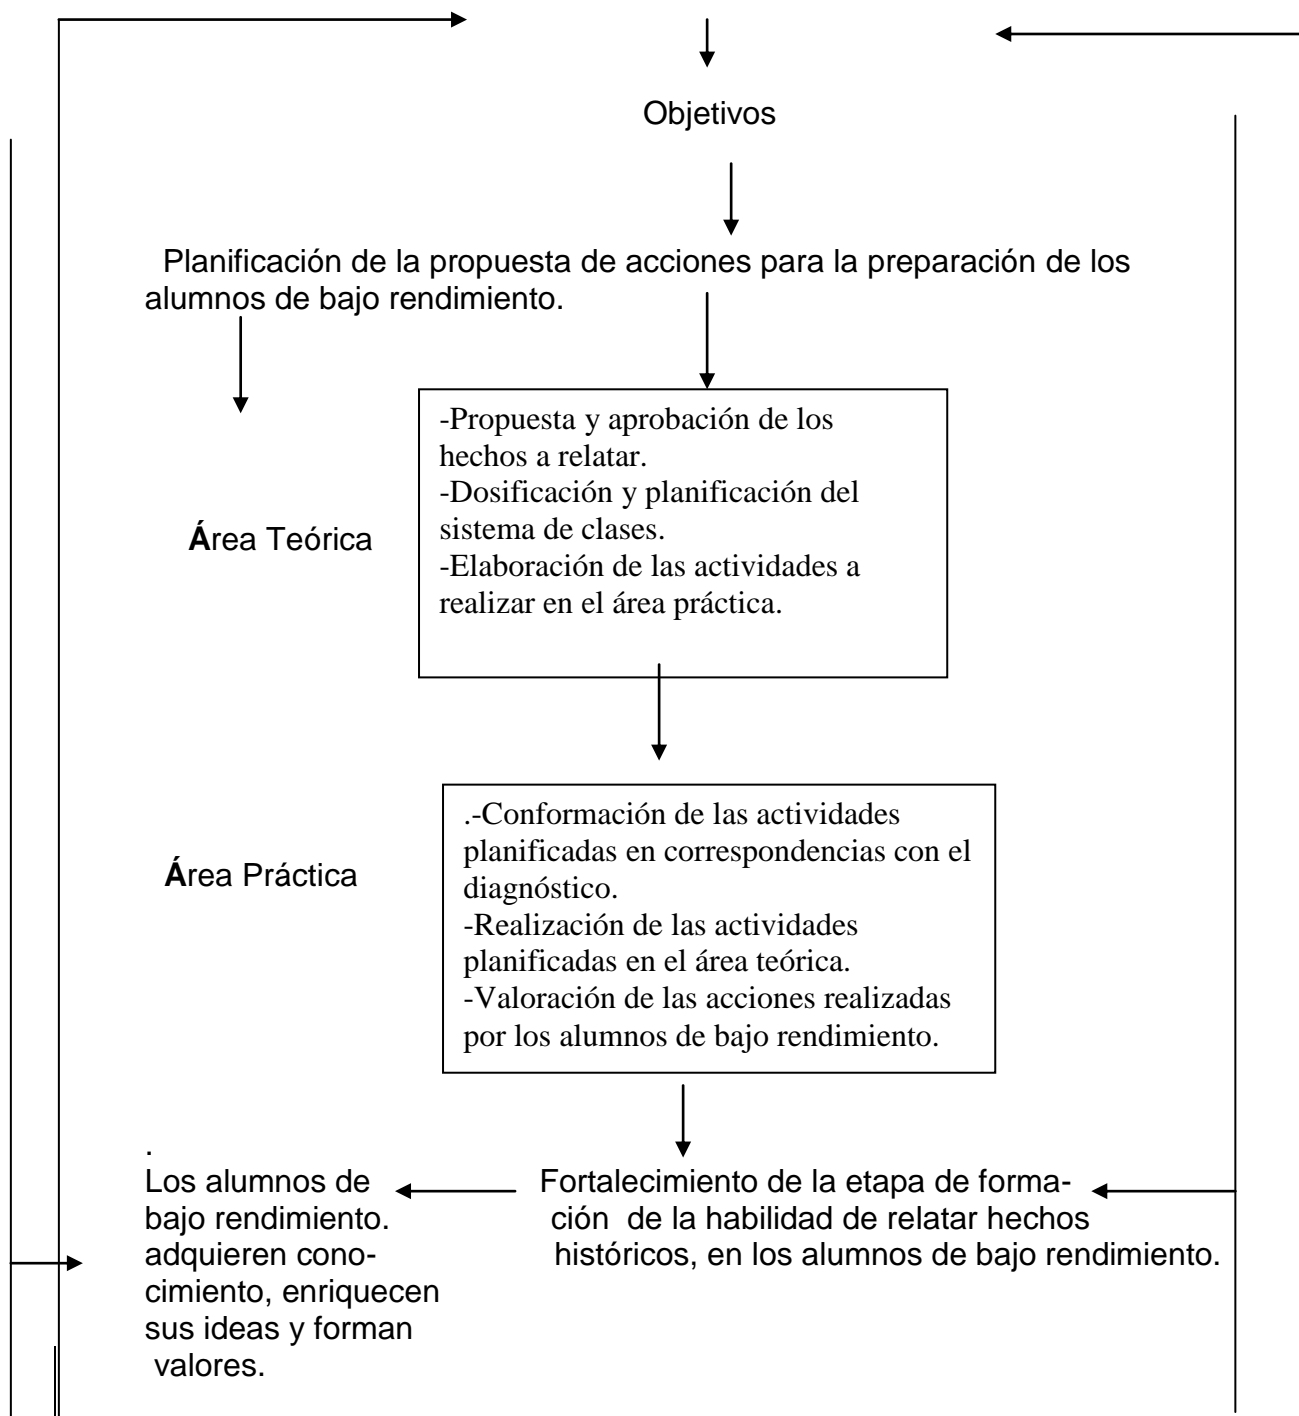 Objetivos
Planificación de la propuesta de acciones para la preparación de los
alumnos de bajo rendimiento.
-Propuesta y aprobación de los
hechos a relatar.
-Dosificación y planificación del
sistema de clases.
-Elaboración de las actividades a
realizar en el área práctica.
Área Teórica
.-Conformación de las actividades
planificadas en correspondencias con el
diagnóstico.
-Realización de las actividades
planificadas en el área teórica.
-Valoración de las acciones realizadas
por los alumnos de bajo rendimiento.
Área Práctica
.
Los alumnos de
bajo rendimiento.
adquieren cono-
cimiento, enriquecen
sus ideas y forman
valores.
Fortalecimiento de la etapa de forma-
ción de la habilidad de relatar hechos
históricos, en los alumnos de bajo rendimiento.